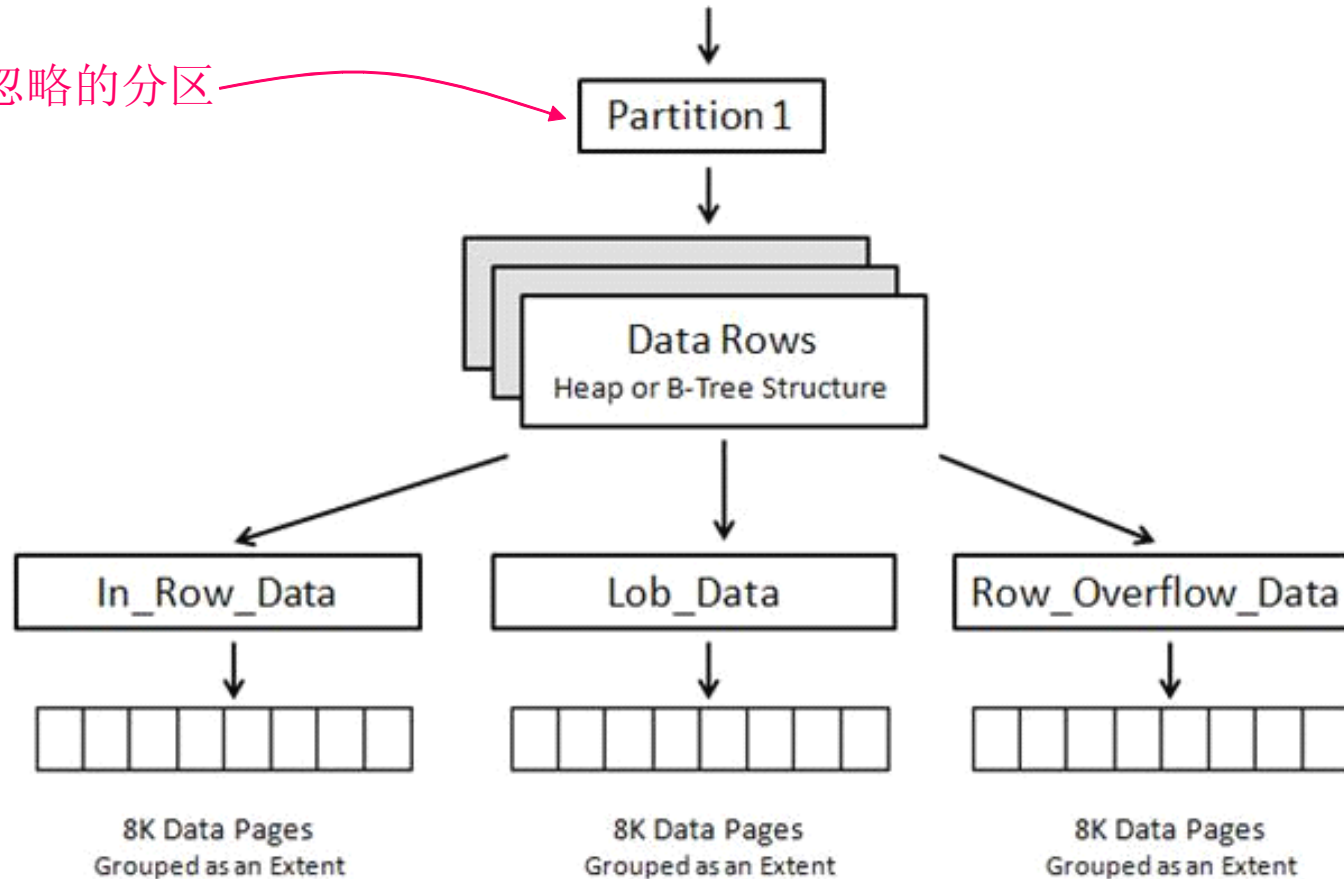 忽略的分区
Partition 1
Data Rows
Heap or B-Tree Structure
In_Row_Data
Lob_Data
Row_Overflow_Data
8K Data Pages
Grouped as an Extent
8K Data Pages
Grouped as an Extent
8K Data Pages
Grouped as an Extent